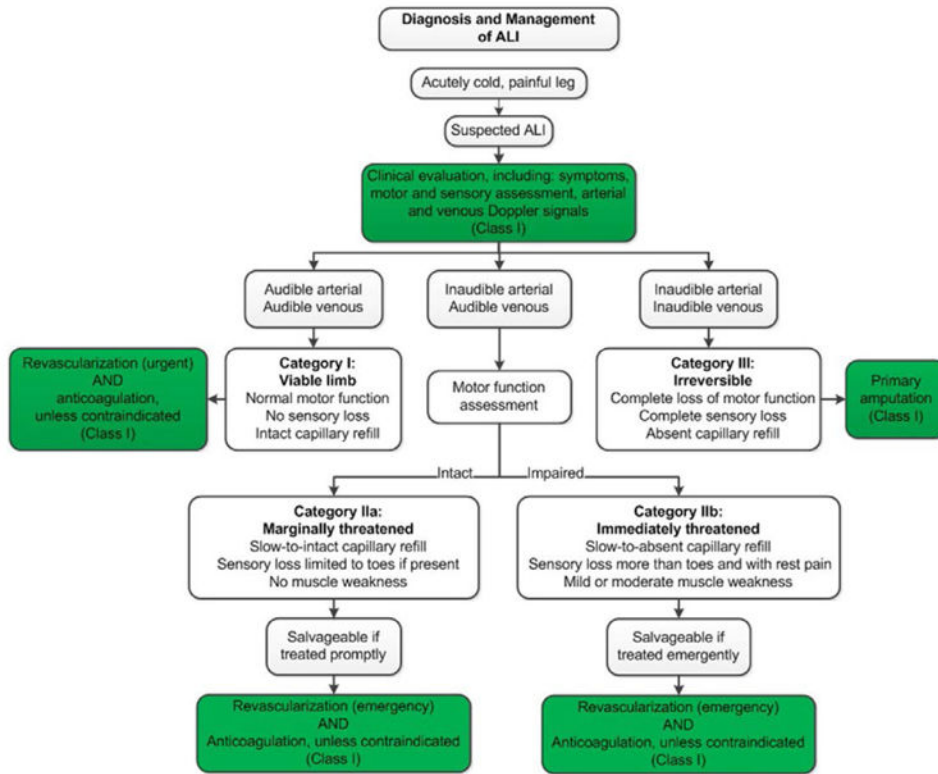 Diagnosis and Management
of ALI
Acutely cold, painful leg
Suspected ALI
Clinical evaluation, including: symptoms,
motor and sensory assessment, arterial
and venous Doppler signals
(Class I)
Audible arterial
Audible venous
Inaudible arterial
Audible venous
Inaudible arterial
Inaudible venous
Revascularization (urgent)
AND
anticoagulation,
unless contraindicated
(Class I)
Category I:
Viable limb
Normal motor function
No sensory loss
Intact capillary refill
Motor function
assessment
Category III:
Irreversible
Complete loss of motor function
Complete sensory loss
Absent capillary refill
Primary
amputation
(Class I)
Intact
Impaired
Category IIa:
Marginally threatened
Slow-to-intact capillary refill
Sensory loss limited to toes if present
No muscle weakness
Category IIb:
Immediately threatened
Slow-to-absent capillary refill
Sensory loss more than toes and with rest pain
Mild or moderate muscle weakness
Salvageable if
treated promptly
Salvageable if
treated emergently
Revascularization (emergency)
AND
Anticoagulation, unless contraindicated
(Class I)
Revascularization (emergency)
AND
Anticoagulation, unless contraindicated
(Class I)